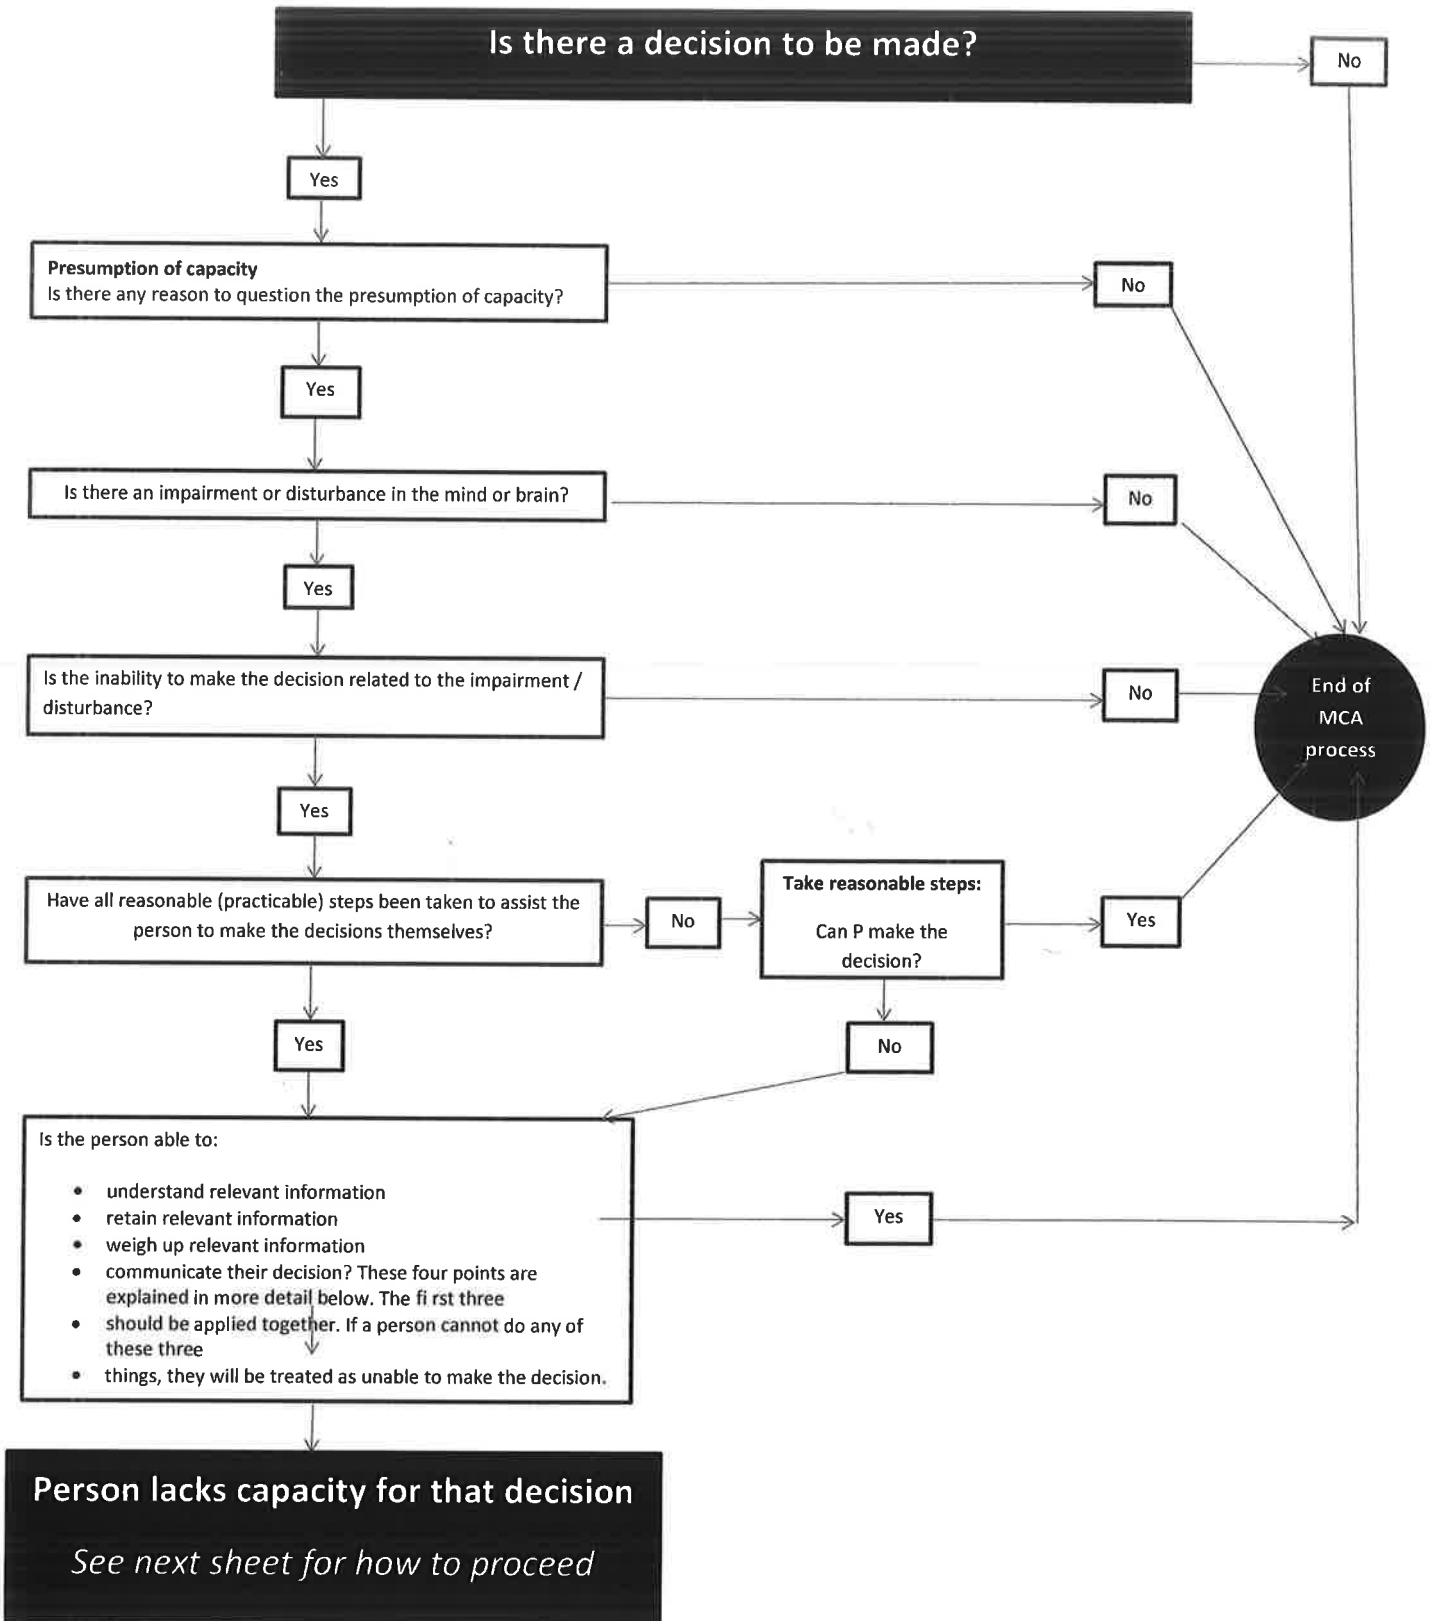 Is there a decision to be made?
No
Yes
Presumption of capacity
Is there any reason to question the presumption of capacity?
No
Yes
Is there an impairment or disturbance in the mind or brain?
No
Yes
Is the inability to make the decision related to the impairment /
disturbance?
No
End of
MCA
process
Yes
Have all reasonable (practicable) steps been taken to assist the
person to make the decisions themselves?
No
Take reasonable steps:
Can P make the
decision?
Yes
Yes
No
Is the person able to:
• understand relevant information
• retain relevant information
• weigh up relevant information
• communicate their decision? These four points are
explained in more detail below. The fi rst three
• should be applied together. If a person cannot do any of
these three
• things, they will be treated as unable to make the decision.
Yes
Person lacks capacity for that decision
See next sheet for how to proceed